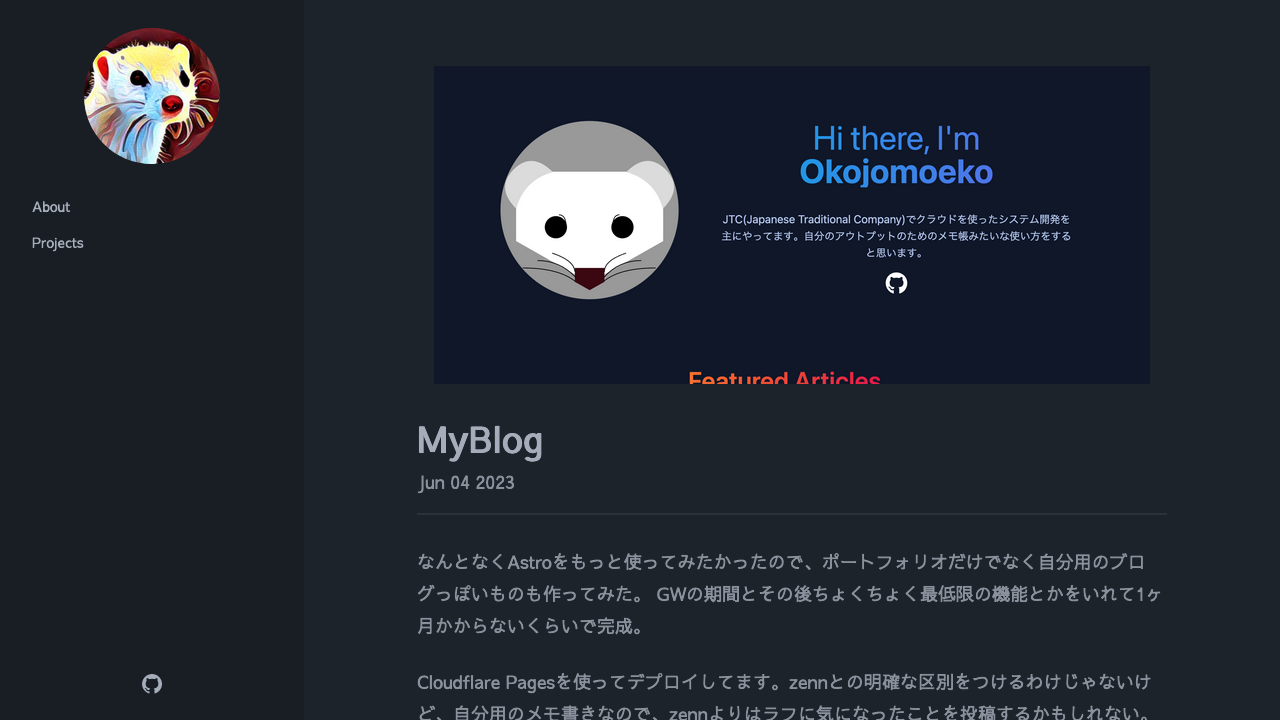 About
Projects
Hi there, I'm
Okojomoeko
JTC(Japanese Traditional Company)でクラウドを使ったシステム開発を
主にやってます。自分のアウトプットのためのメモ帳みたいな使い方をする
と思います。
Featured Articles
MyBlog
Jun 04 2023
なんとなくAstroをもっと使ってみたかったので、ポートフォリオだけでなく自分用のブロ
グっぽいものも作ってみた。 GWの期間とその後ちょくちょく最低限の機能とかをいれて1ヶ
月かからないくらいで完成。
Cloudflare Pagesを使ってデプロイしてます。zennとの明確な区別をつけるわけじゃないけ
ど、自分用のメモ書きなので、zennよりはラフに気になったことを投稿するかもしれない。